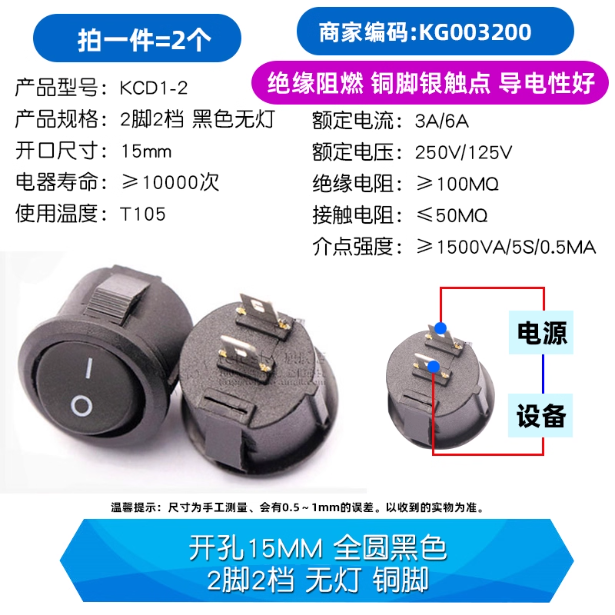 拍一件=2个
商家编码:KG003200
绝缘阻燃 铜脚银触点 导电性好
产品型号: KCD1-2
产品规格: 2脚2档 黑色无灯
开口尺寸: 15mm
电器寿命: ≥10000次
使用温度: T105
额定电流: 3A/6A
额定电压: 250V/125V
绝缘电阻: ≥100MQ
接触电阻: ≤50MQ
介点强度: ≥1500VA/5S/0.5MA
I
O
电源
设备
温馨提示: 尺寸为手工测量、会有0.5~1mm的误差。以收到的实物为准。
开孔15MM 全圆黑色
2脚2档 无灯 铜脚